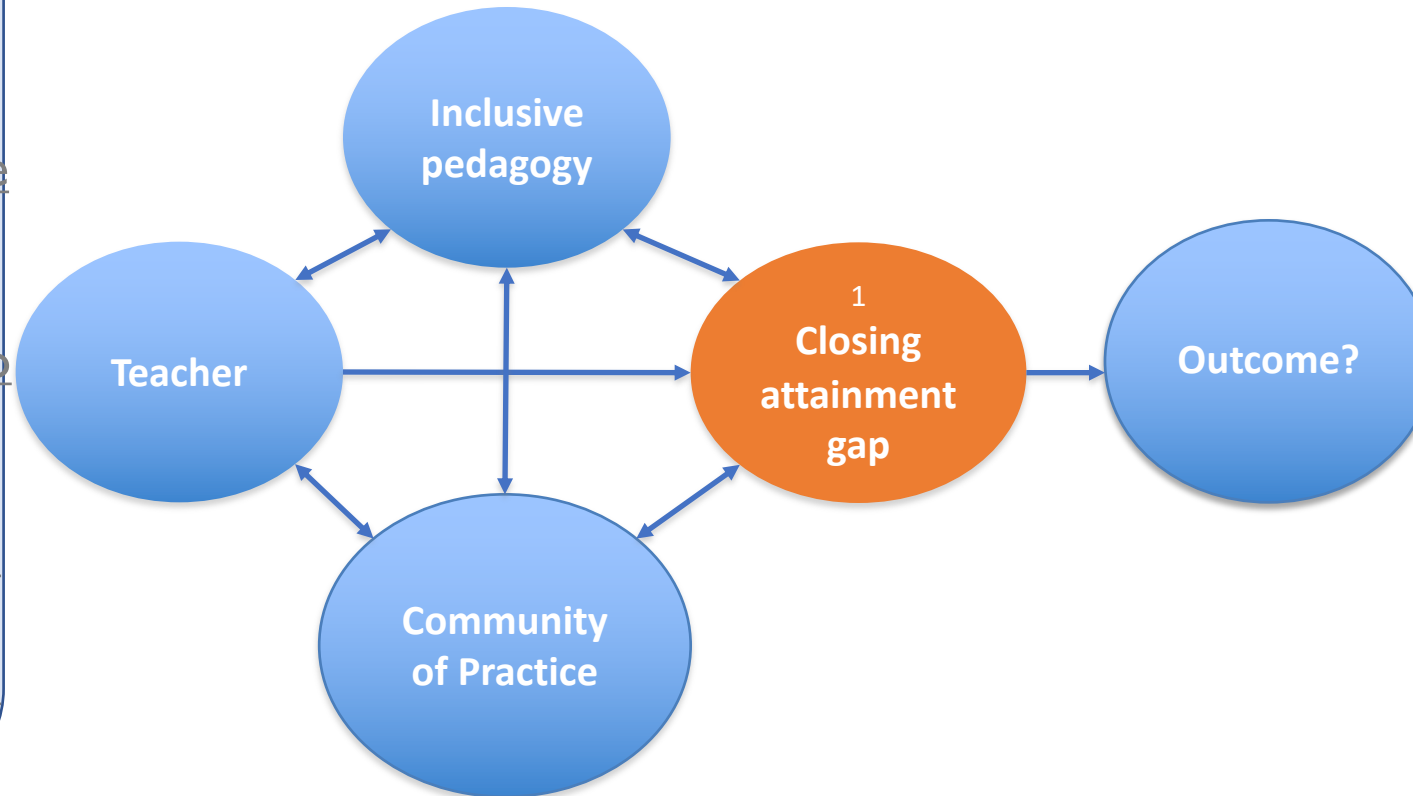 Inclusive
pedagogy
Teacher
1
Closing
attainment
gap
Outcome?
Community
of Practice